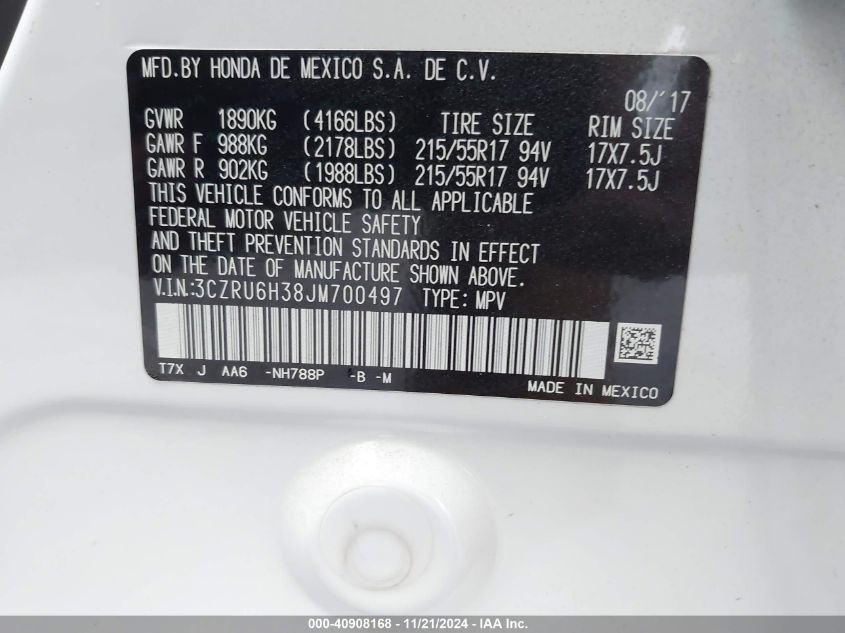 MFD.BY HONDA DE MEXICO S.A. DE C.V.
08/'17
GVWR 1890KG (4166LBS) TIRE SIZE RIM SIZE
GAWR F 988KG (2178LBS) 215/55R17 94V 17X7.5J
GAWR R 902KG (1988LBS) 215/55R17 94V 17X7.5J
THIS VEHICLE CONFORMS TO ALL APPLICABLE
FEDERAL MOTOR VEHICLE SAFETY
AND THEFT PREVENTION STANDARDS IN EFFECT
ON THE DATE OF MANUFACTURE SHOWN ABOVE.
V.I.N.:3CZRU6H38JM700497 TYPE: MPV
T7X J AA6 -NH788P -B -M
MADE IN MEXICO
000-40908168 - 11/21/2024 - IAA Inc.